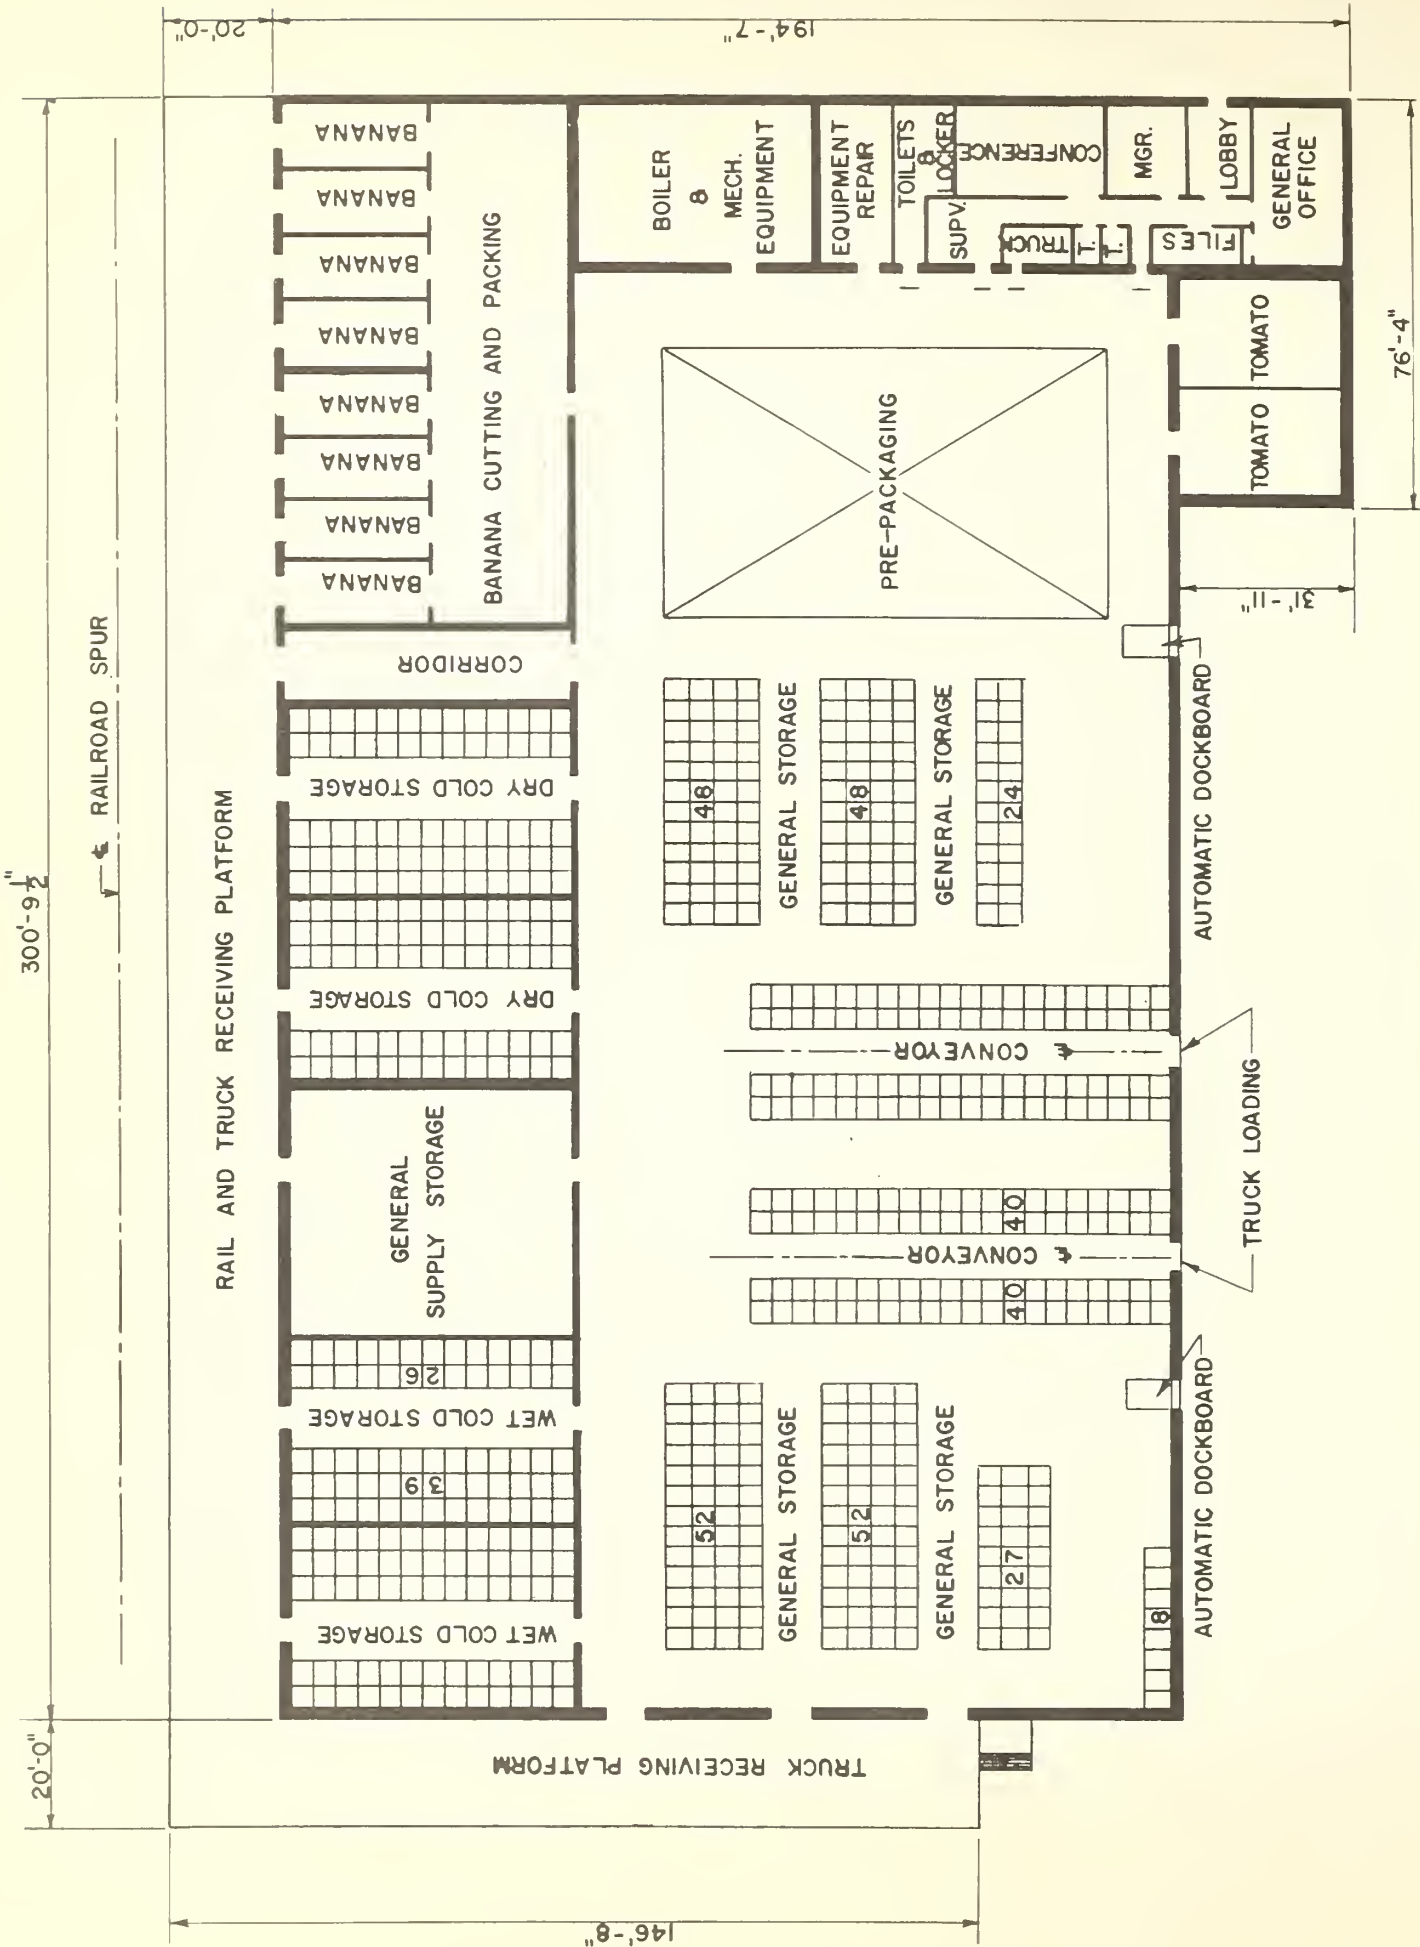 20'-0"
300'-9 1/2"
20'-0"
194'-7"
℄ RAILROAD SPUR
RAIL AND TRUCK RECEIVING PLATFORM
TRUCK RECEIVING PLATFORM
146'-8"
WET COLD STORAGE
39
WET COLD STORAGE
26
GENERAL
SUPPLY STORAGE
DRY COLD STORAGE
DRY COLD STORAGE
CORRIDOR
BANANA
BANANA
BANANA
BANANA
BANANA
BANANA
BANANA
BANANA
BANANA CUTTING AND PACKING
BOILER
&
MECH.
EQUIPMENT
EQUIPMENT
REPAIR
TOILETS
&
LOCKER
SUPV.
CONFERENCE
TRUCK
T.
T.
MGR.
FILES
LOBBY
GENERAL
OFFICE
52
GENERAL STORAGE
52
GENERAL STORAGE
27
8
40
℄ CONVEYOR
40
℄ CONVEYOR
48
GENERAL STORAGE
48
GENERAL STORAGE
24
PRE-PACKAGING
TOMATO
TOMATO
AUTOMATIC DOCKBOARD
TRUCK LOADING
AUTOMATIC DOCKBOARD
31'-11"
76'-4"